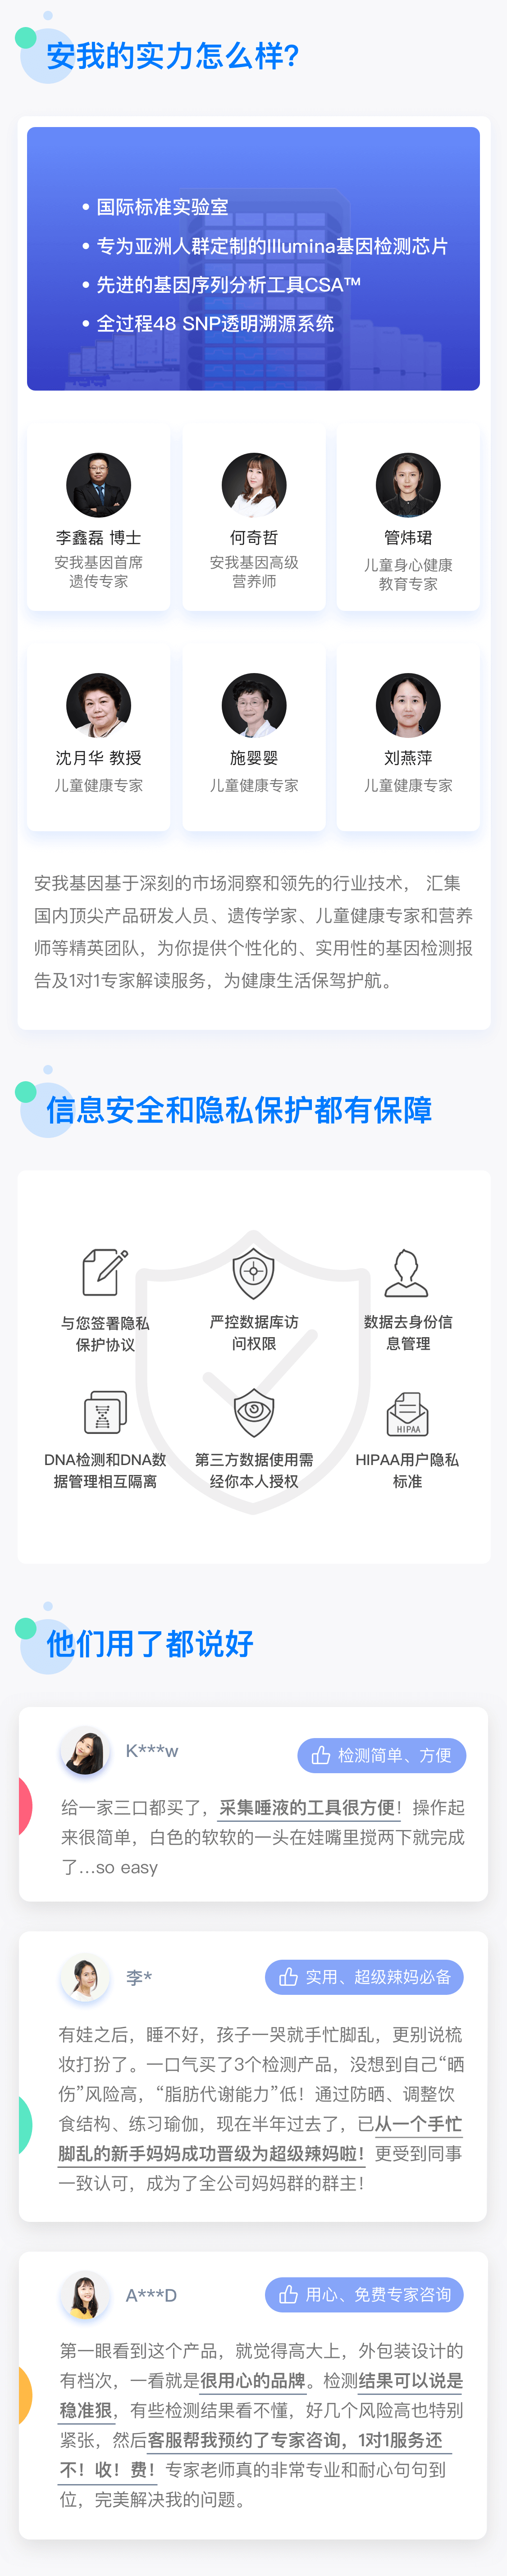 安我的实力怎么样?
• 国际标准实验室
• 专为亚洲人群定制的Illumina基因检测芯片
• 先进的基因序列分析工具CSA™
• 全过程48 SNP透明溯源系统
李鑫磊 博士
安我基因首席
遗传专家
何奇哲
安我基因高级
营养师
管炜珺
儿童身心健康
教育专家
沈月华 教授
儿童健康专家
施婴婴
儿童健康专家
刘燕萍
儿童健康专家
安我基因基于深刻的市场洞察和领先的行业技术， 汇集
国内顶尖产品研发人员、遗传学家、儿童健康专家和营养
师等精英团队，为你提供个性化的、实用性的基因检测报
告及1对1专家解读服务，为健康生活保驾护航。
信息安全和隐私保护都有保障
与您签署隐私
保护协议
严控数据库访
问权限
数据去身份信
息管理
DNA检测和DNA数
据管理相互隔离
第三方数据使用需
经你本人授权
HIPAA
HIPAA用户隐私
标准
他们用了都说好
K***w
检测简单、方便
给一家三口都买了，采集唾液的工具很方便！操作起
来很简单，白色的软软的一头在娃嘴里搅两下就完成
了...so easy
李*
实用、超级辣妈必备
有娃之后，睡不好，孩子一哭就手忙脚乱，更别说梳
妆打扮了。一口气买了3个检测产品，没想到自己“晒
伤”风险高，“脂肪代谢能力”低！通过防晒、调整饮
食结构、练习瑜伽，现在半年过去了，已从一个手忙
脚乱的新手妈妈成功晋级为超级辣妈啦！更受到同事
一致认可，成为了全公司妈妈群的群主！
A***D
用心、免费专家咨询
第一眼看到这个产品，就觉得高大上，外包装设计的
有档次，一看就是很用心的品牌。检测结果可以说是
稳准狠，有些检测结果看不懂，好几个风险高也特别
紧张，然后客服帮我预约了专家咨询，1对1服务还
不！收！费！专家老师真的非常专业和耐心句句到
位，完美解决我的问题。